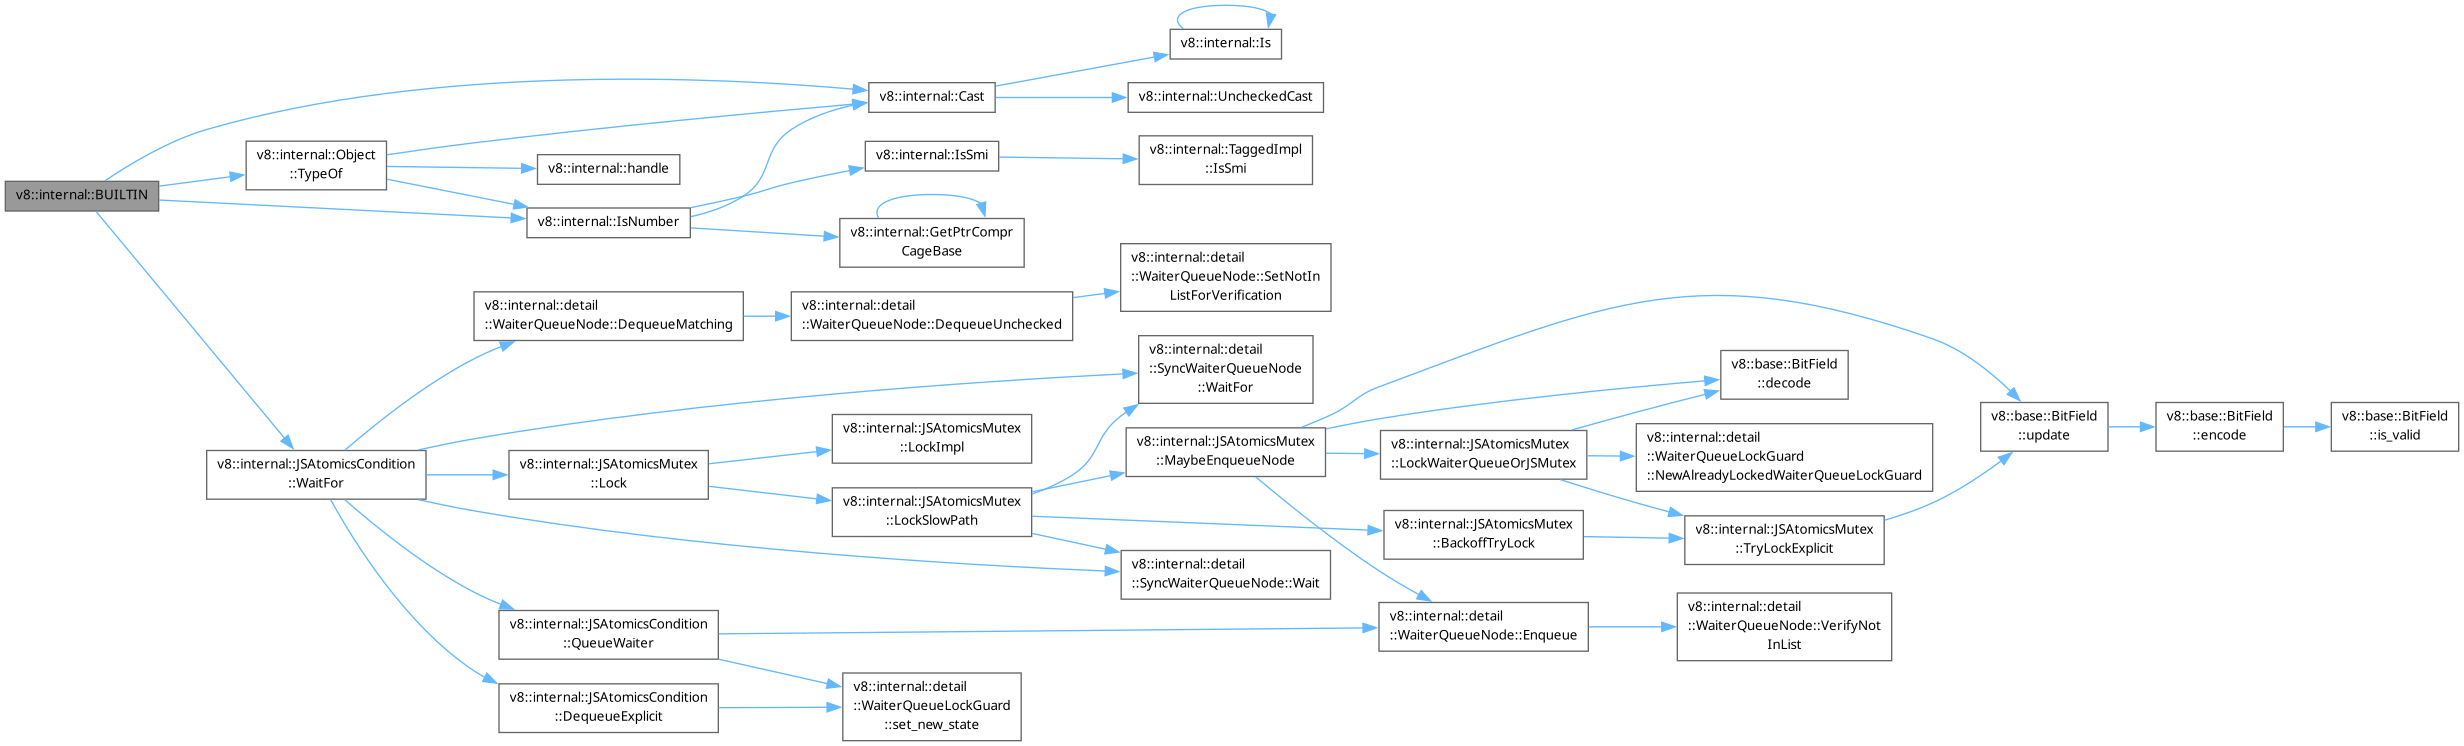 v8::internal::BUILTIN
v8::internal::Object
::TypeOf
v8::internal::JSAtomicsCondition
::WaitFor
v8::internal::handle
v8::internal::IsNumber
v8::internal::detail
::WaiterQueueNode::DequeueMatching
v8::internal::JSAtomicsMutex
::Lock
v8::internal::JSAtomicsCondition
::QueueWaiter
v8::internal::JSAtomicsCondition
::DequeueExplicit
v8::internal::Cast
v8::internal::IsSmi
v8::internal::GetPtrCompr
CageBase
v8::internal::detail
::WaiterQueueNode::DequeueUnchecked
v8::internal::JSAtomicsMutex
::LockImpl
v8::internal::JSAtomicsMutex
::LockSlowPath
v8::internal::detail
::WaiterQueueLockGuard
::set_new_state
v8::internal::Is
v8::internal::UncheckedCast
v8::internal::TaggedImpl
::IsSmi
v8::internal::detail
::WaiterQueueNode::SetNotIn
ListForVerification
v8::internal::detail
::SyncWaiterQueueNode
::WaitFor
v8::internal::JSAtomicsMutex
::MaybeEnqueueNode
v8::internal::detail
::SyncWaiterQueueNode::Wait
v8::internal::JSAtomicsMutex
::LockWaiterQueueOrJSMutex
v8::internal::JSAtomicsMutex
::BackoffTryLock
v8::internal::detail
::WaiterQueueNode::Enqueue
v8::base::BitField
::decode
v8::internal::detail
::WaiterQueueLockGuard
::NewAlreadyLockedWaiterQueueLockGuard
v8::internal::JSAtomicsMutex
::TryLockExplicit
v8::internal::detail
::WaiterQueueNode::VerifyNot
InList
v8::base::BitField
::update
v8::base::BitField
::encode
v8::base::BitField
::is_valid